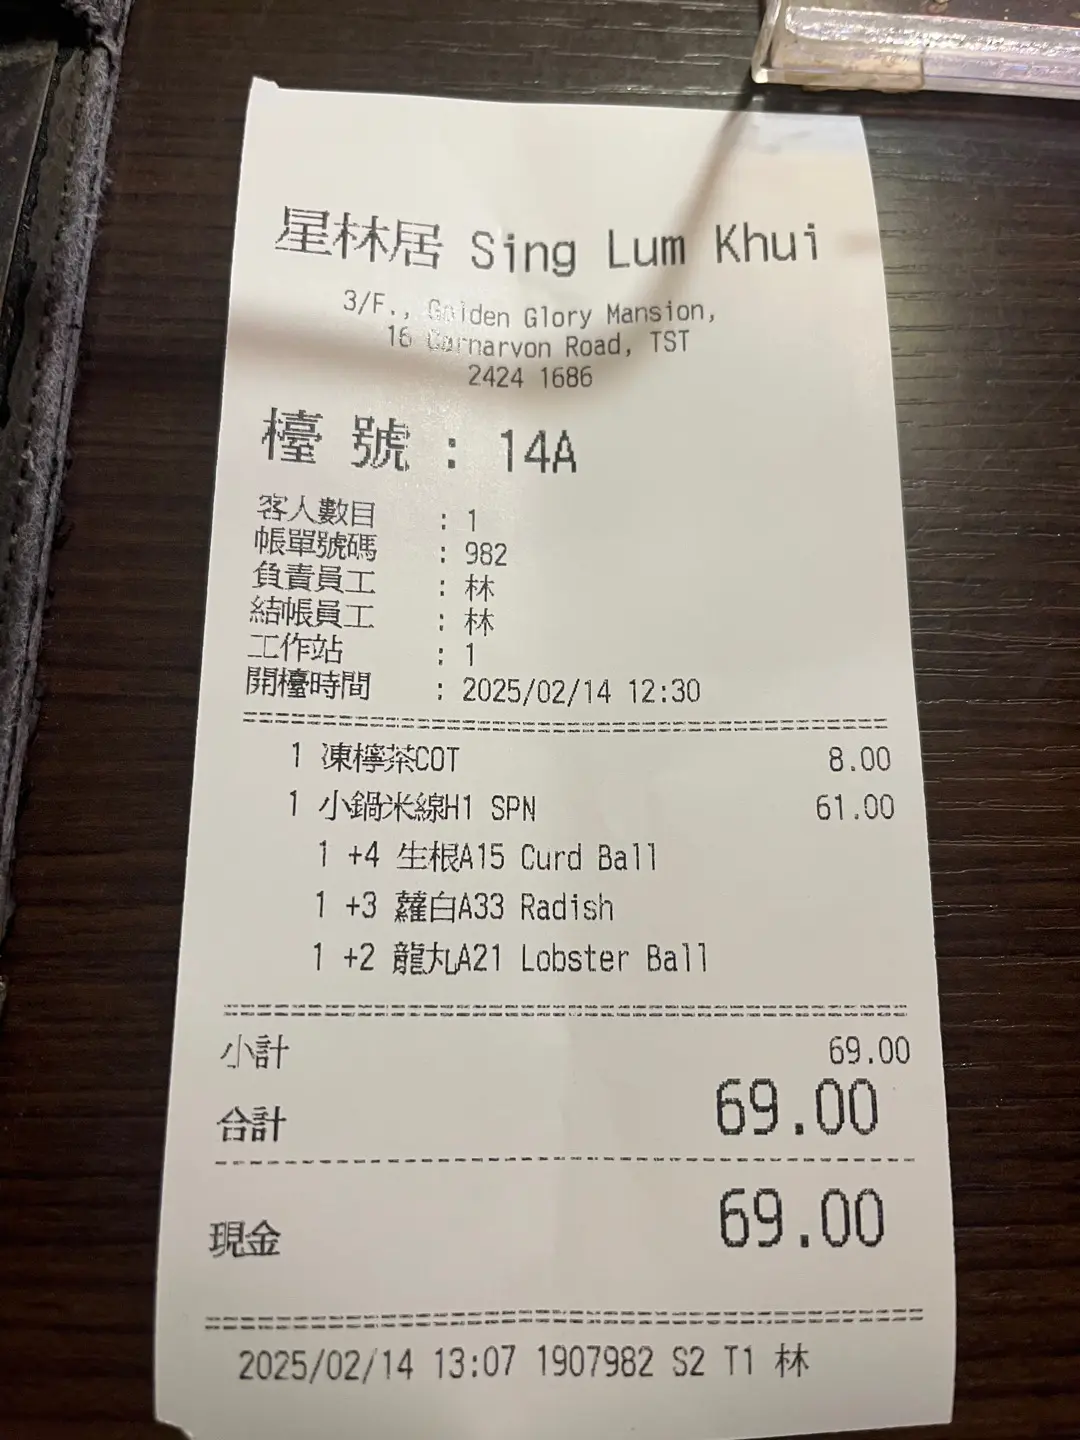 星林居 Sing Lum Khui
3/F., Golden Glory Mansion,
16 Carnarvon Road, TST
2424 1686
檯 號 : 14A
客人數目 : 1
帳單號碼 : 982
負責員工 : 林
結帳員工 : 林
工作站 : 1
開檯時間 : 2025/02/14 12:30
1 凍檸茶COT 8.00
1 小鍋米線H1 SPN 61.00
1 +4 生根A15 Curd Ball
1 +3 蘿白A33 Radish
1 +2 龍丸A21 Lobster Ball
小計 69.00
合計 69.00
現金 69.00
2025/02/14 13:07 1907982 S2 T1 林